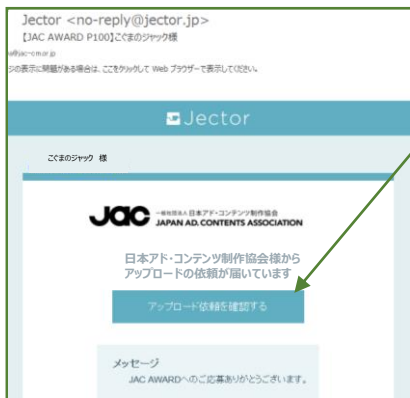 Jector <no-reply@jector.jp>
【JAC AWARD P100】こぐまのジャック様
ジの表示に問題がある場合は、ここをクリックして Web ブラウザーで表示してください。
Jector
こぐまのジャック 様
JAC 一般社団法人 日本アド・コンテンツ制作協会
JAPAN AD. CONTENTS ASSOCIATION
日本アド・コンテンツ制作協会様から
アップロードの依頼が届いています
アップロード依頼を確認する
メッセージ
JAC AWARDへのご応募ありがとうございます。